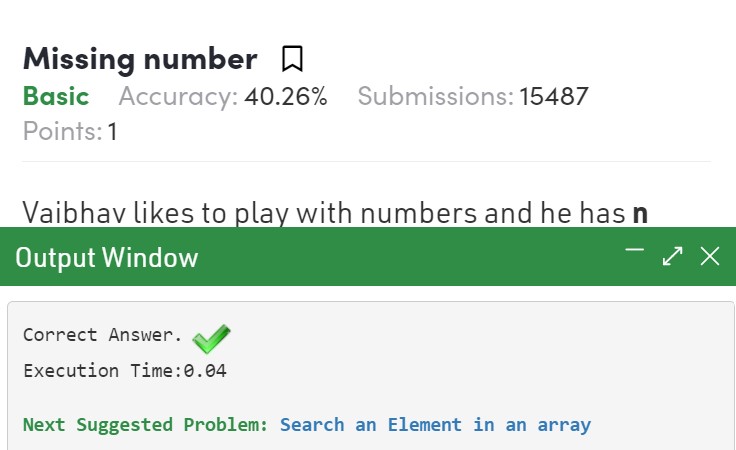 Missing number
Basic Accuracy: 40.26% Submissions: 15487
Points: 1
Vaibhav likes to play with numbers and he has n
Output Window
Correct Answer.
Execution Time:0.04
Next Suggested Problem: Search an Element in an array